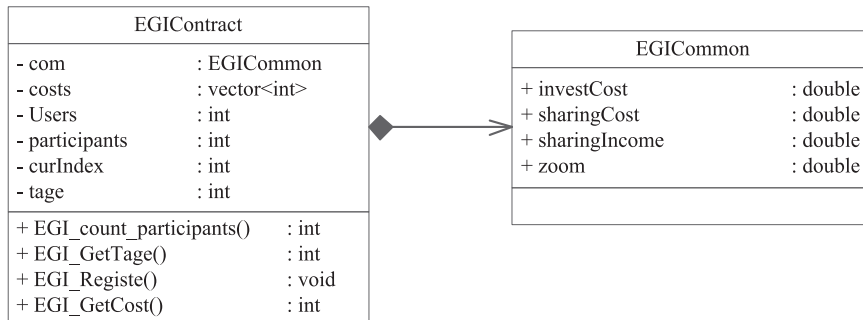 EGIContract
- com : EGICommon
- costs : vector<int>
- Users : int
- participants : int
- curIndex : int
- tage : int
+ EGI_count_participants() : int
+ EGI_GetTage() : int
+ EGI_Registe() : void
+ EGI_GetCost() : int
EGICommon
+ investCost : double
+ sharingCost : double
+ sharingIncome : double
+ zoom : double